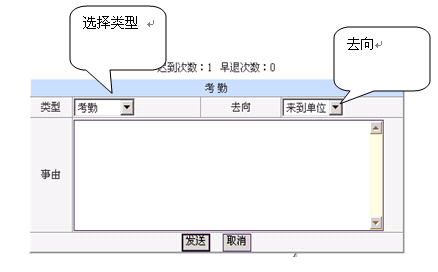 选择类型
去向
迟到次数：1 早退次数：0
考勤
类型 考勤 去向 来到单位
事由
发送 取消